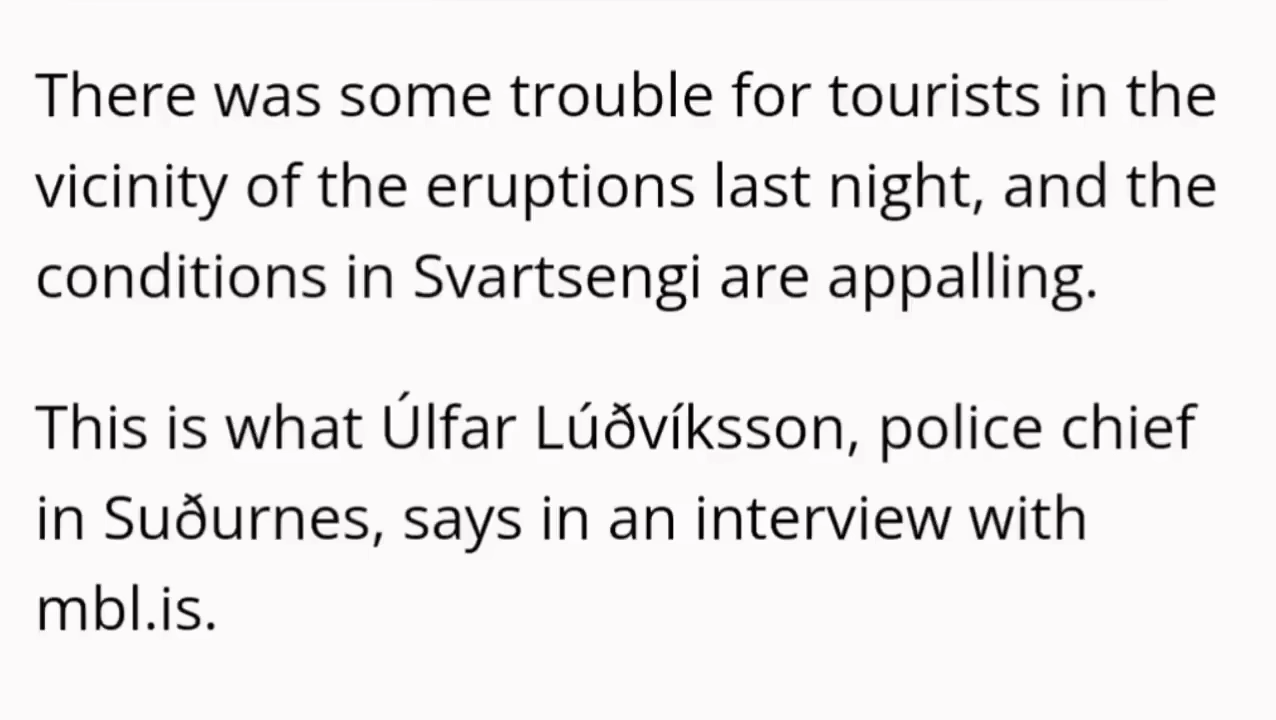 There was some trouble for tourists in the
vicinity of the eruptions last night, and the
conditions in Svartsengi are appalling.
This is what Úlfar Lúðvíksson, police chief
in Suðurnes, says in an interview with
mbl.is.